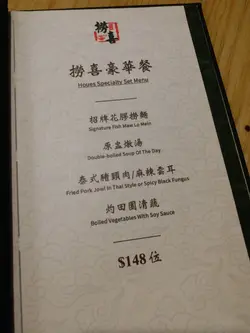 撈喜
撈喜豪華餐
Houes Specialty Set Menu
招牌花膠撈麵
Signature Fish Maw Lo Mein
原盅燉湯
Double-boiled Soup Of The Day
泰式豬頸肉/麻辣雲耳
Fried Pork Jowl In Thai Style or Spicy Black Fungus
灼田園清蔬
Boiled Vegetables With Soy Sauce
$148 位